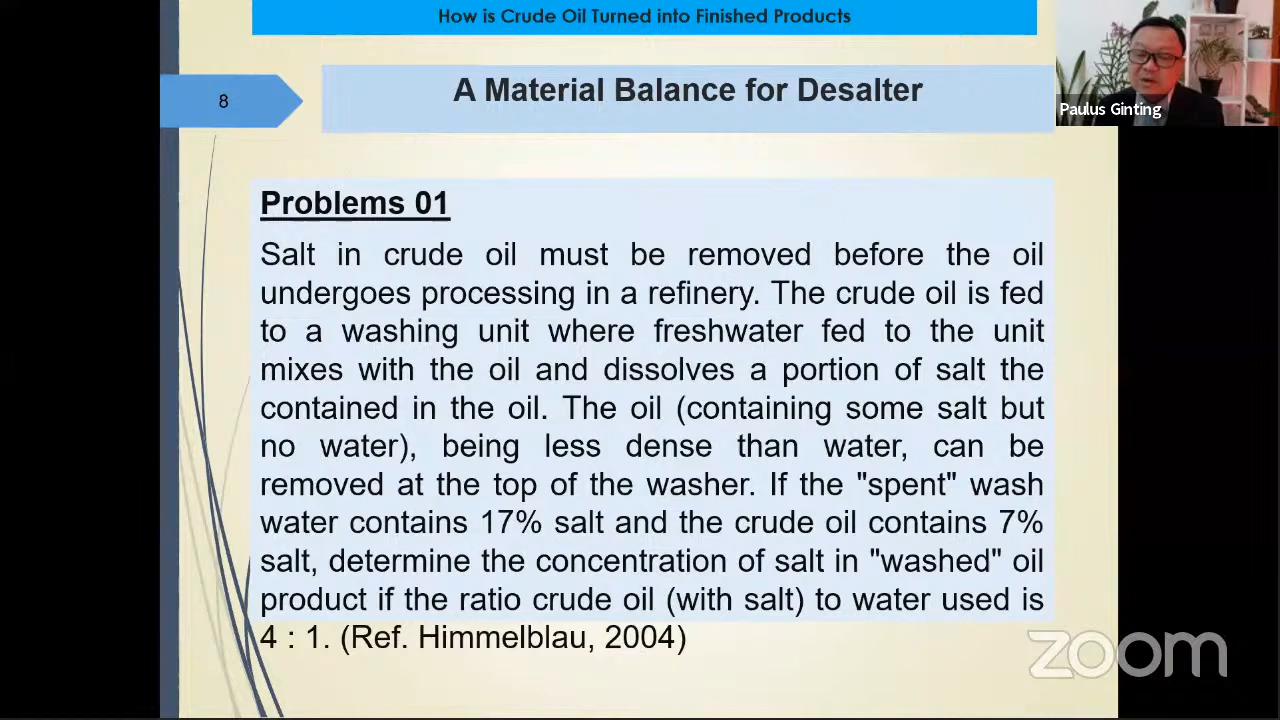 How is Crude Oil Turned into Finished Products
8
A Material Balance for Desalter
Paulus Ginting
Problems 01
Salt in crude oil must be removed before the oil
undergoes processing in a refinery. The crude oil is fed
to a washing unit where freshwater fed to the unit
mixes with the oil and dissolves a portion of salt the
contained in the oil. The oil (containing some salt but
no water), being less dense than water, can be
removed at the top of the washer. If the "spent" wash
water contains 17% salt and the crude oil contains 7%
salt, determine the concentration of salt in "washed" oil
product if the ratio crude oil (with salt) to water used is
4 : 1. (Ref. Himmelblau, 2004)
zoom